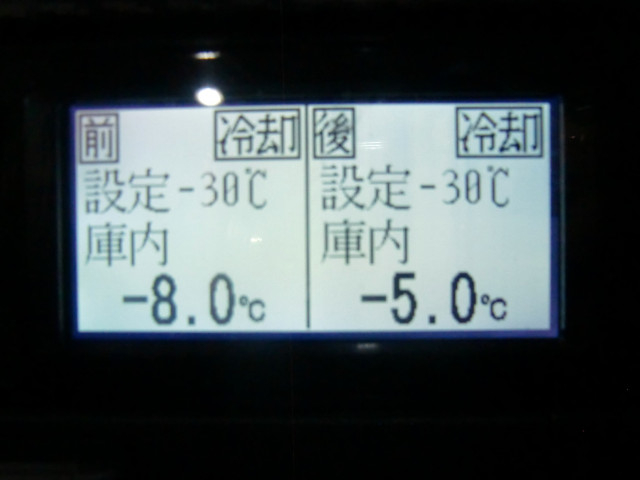 前 冷却
設定-30℃
庫内
-8.0℃
後 冷却
設定-30℃
庫内
-5.0℃